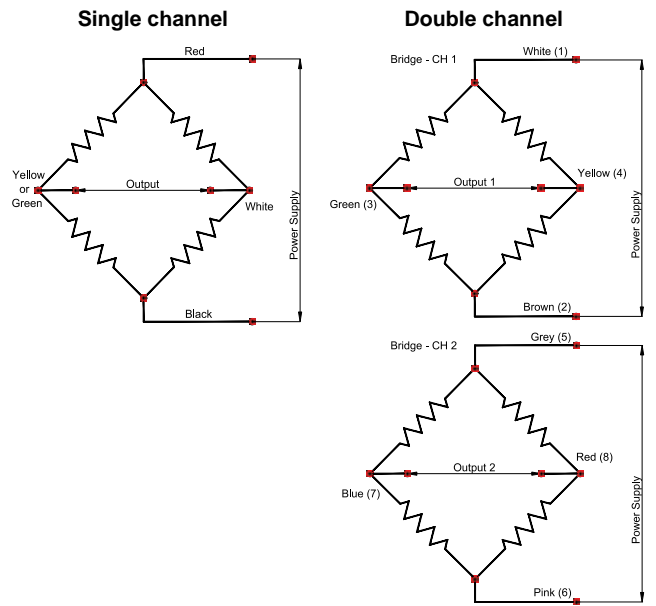 Single channel
Red
Yellow
or
Green
Output
White
Black
Power Supply
Double channel
Bridge - CH 1
White (1)
Green (3)
Output 1
Yellow (4)
Brown (2)
Power Supply
Bridge - CH 2
Grey (5)
Blue (7)
Output 2
Red (8)
Pink (6)
Power Supply